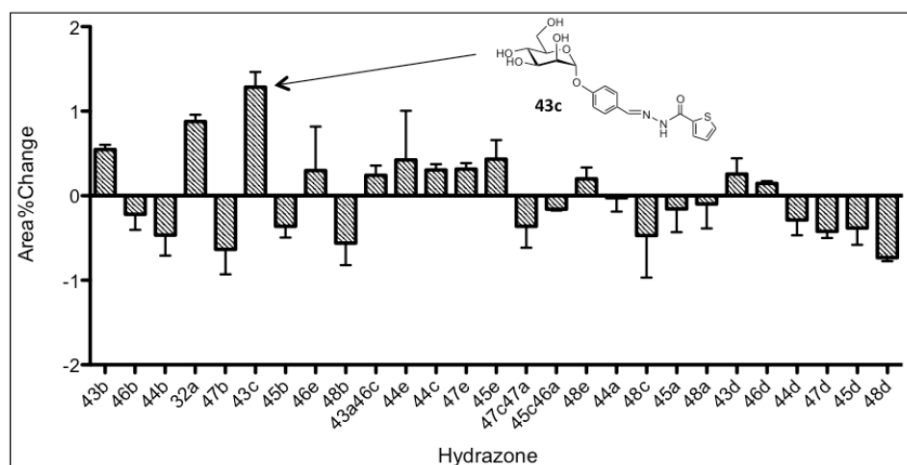 2
1
0
-1
-2
Area%Change
OH
OH
OH
HO
HO
O
O
43c
N
NH
O
S
43b
46b
44b
32a
47b
43c
45b
46e
48b
43a46c
44e
44c
47e
45e
47c47a
45c46a
48e
44a
48c
45a
48a
43d
46d
44d
47d
45d
48d
Hydrazone